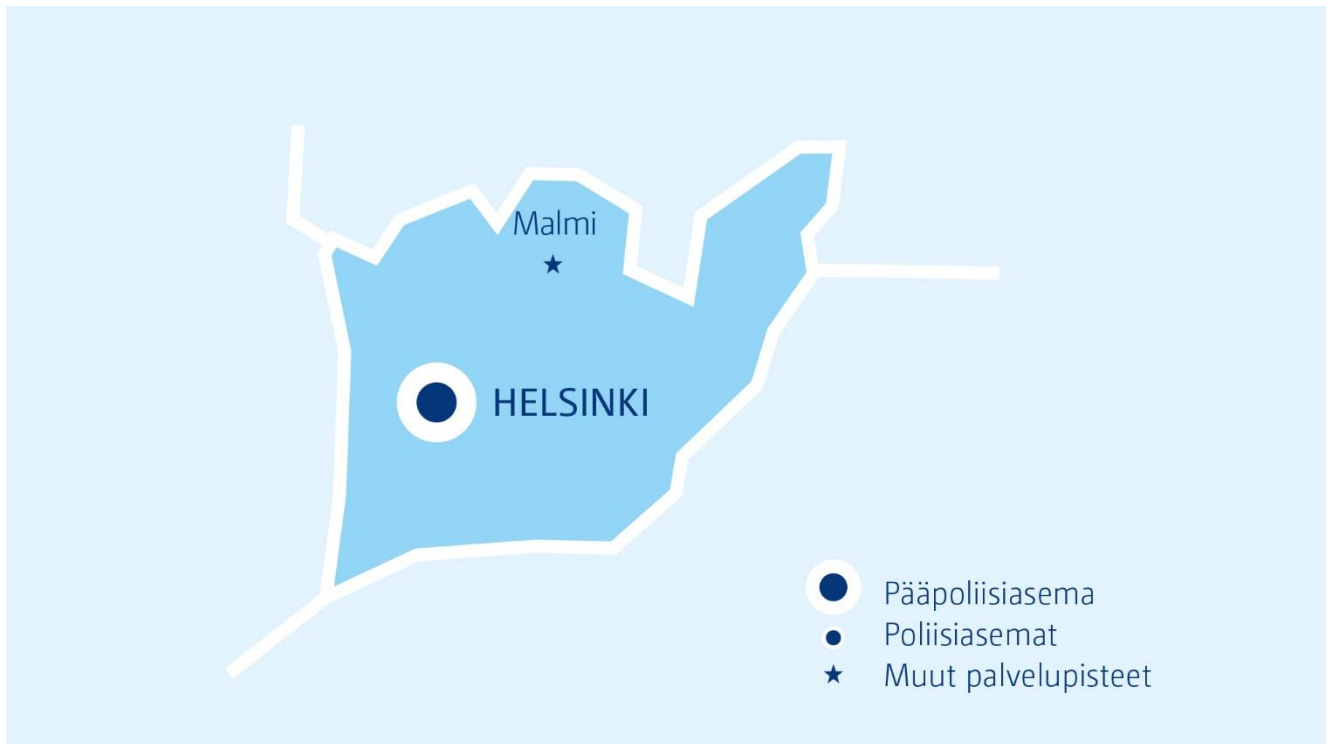 Malmi
HELSINKI
Pääpoliisiasema
Poliisiasemat
Muut palvelupisteet